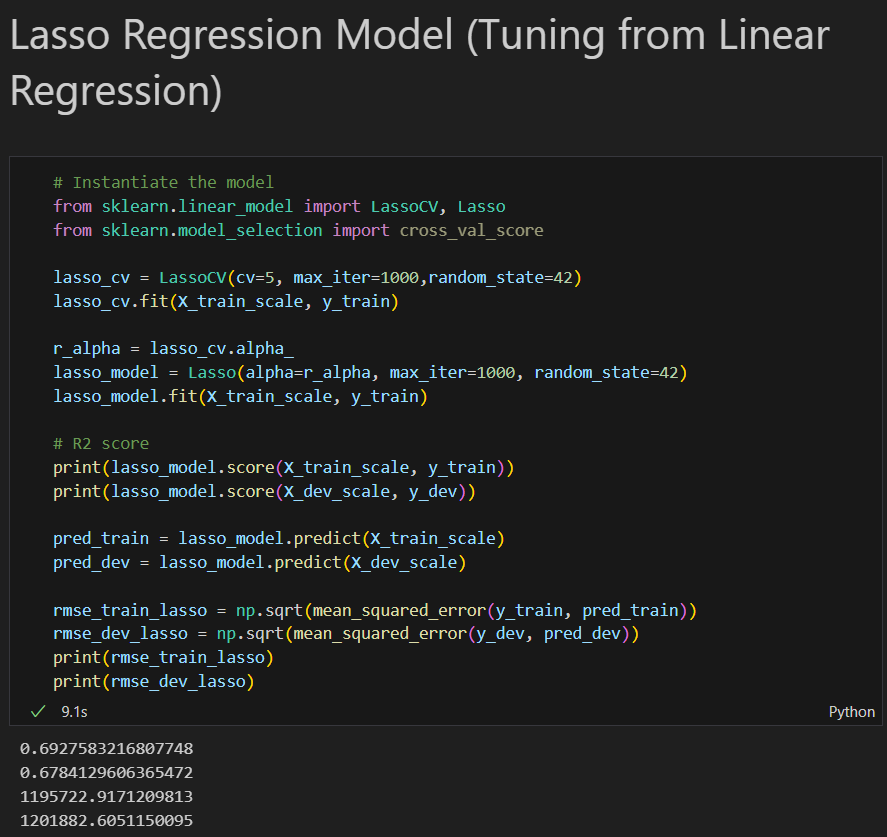 Lasso Regression Model (Tuning from Linear
Regression)
# Instantiate the model
from sklearn.linear_model import LassoCV, Lasso
from sklearn.model_selection import cross_val_score
lasso_cv = LassoCV(cv=5, max_iter=1000,random_state=42)
lasso_cv.fit(X_train_scale, y_train)
r_alpha = lasso_cv.alpha_
lasso_model = Lasso(alpha=r_alpha, max_iter=1000, random_state=42)
lasso_model.fit(X_train_scale, y_train)
# R2 score
print(lasso_model.score(X_train_scale, y_train))
print(lasso_model.score(X_dev_scale, y_dev))
pred_train = lasso_model.predict(X_train_scale)
pred_dev = lasso_model.predict(X_dev_scale)
rmse_train_lasso = np.sqrt(mean_squared_error(y_train, pred_train))
rmse_dev_lasso = np.sqrt(mean_squared_error(y_dev, pred_dev))
print(rmse_train_lasso)
print(rmse_dev_lasso)
9.1s Python
0.6927583216807748
0.6784129606365472
1195722.9171209813
1201882.6051150095